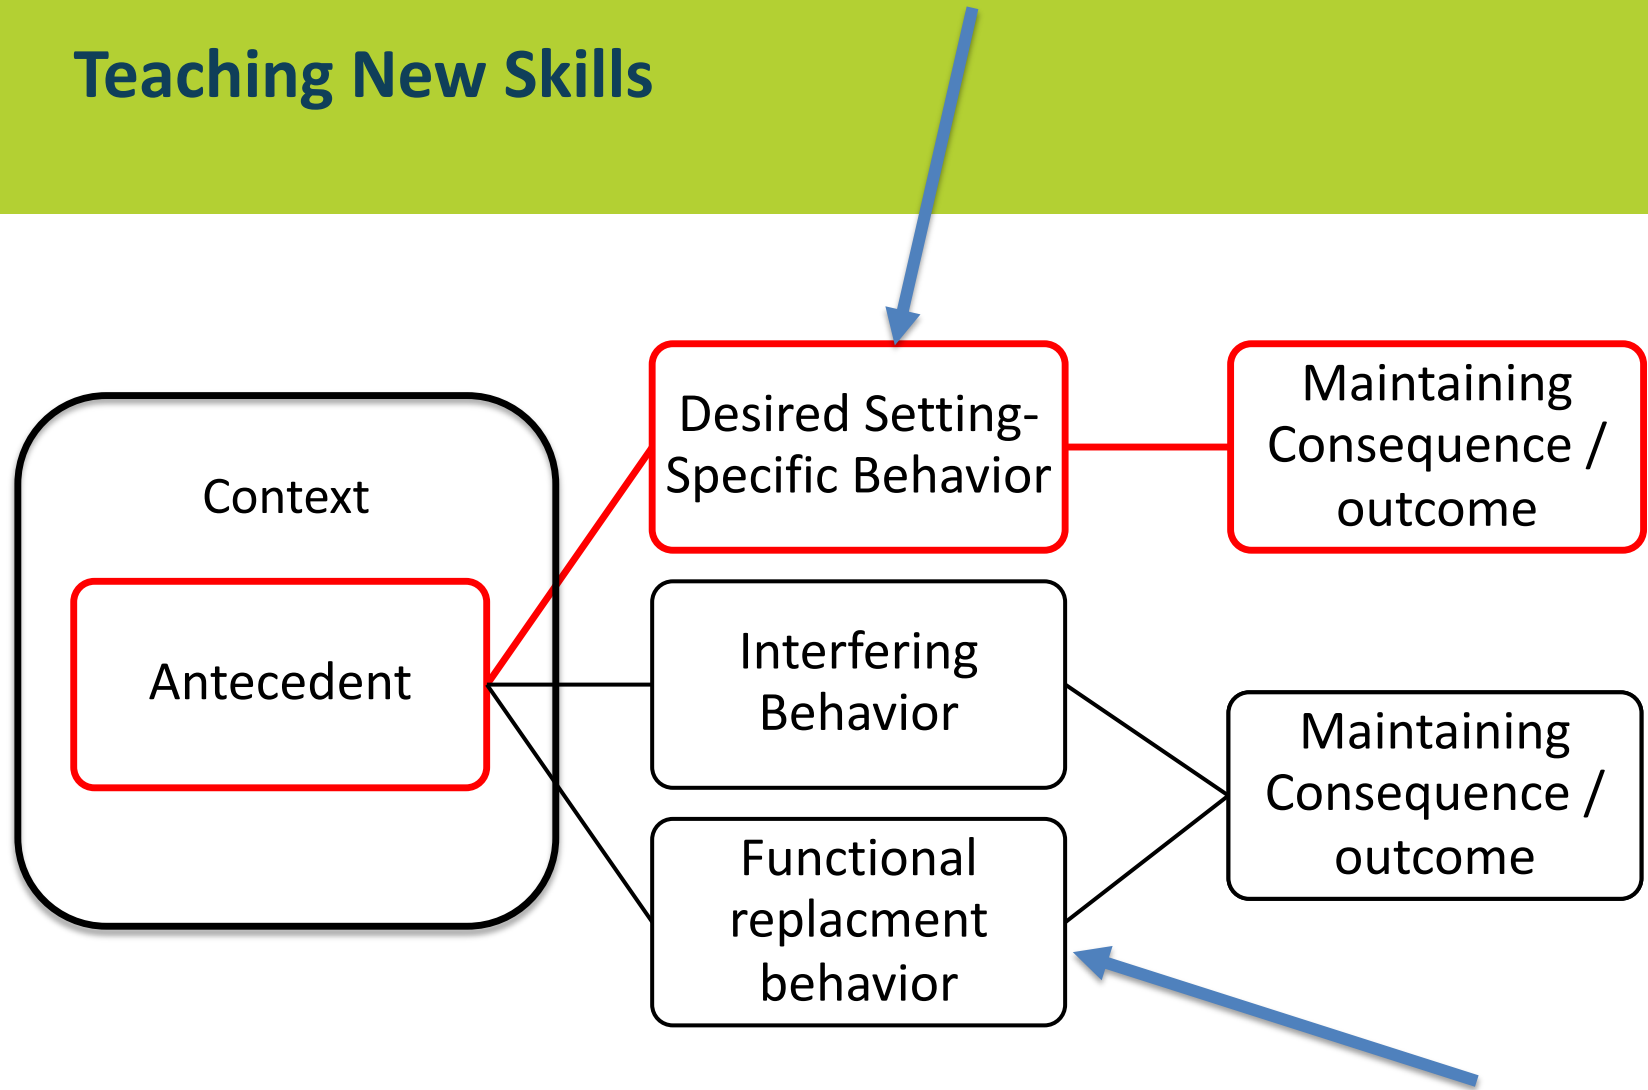 Teaching New Skills
Context
Antecedent
Desired Setting-
Specific Behavior
Maintaining
Consequence /
outcome
Interfering
Behavior
Functional
replacment
behavior
Maintaining
Consequence /
outcome